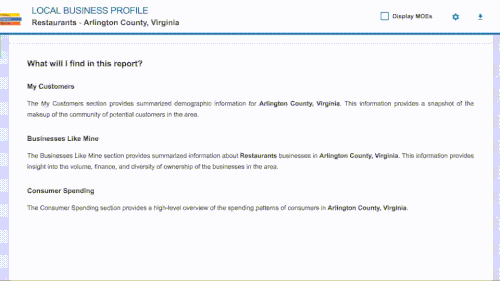 LOCAL BUSINESS PROFILE
Restaurants - Arlington County, Virginia
Display MOEs
What will I find in this report?
My Customers
The My Customers section provides summarized demographic information for Arlington County, Virginia. This information provides a snapshot of the
makeup of the community of potential customers in the area.
Businesses Like Mine
The Businesses Like Mine section provides summarized information about Restaurants businesses in Arlington County, Virginia. This information provides
insight into the volume, finance, and diversity of ownership of the businesses in the area.
Consumer Spending
The Consumer Spending section provides a high-level overview of the spending patterns of consumers in Arlington County, Virginia.